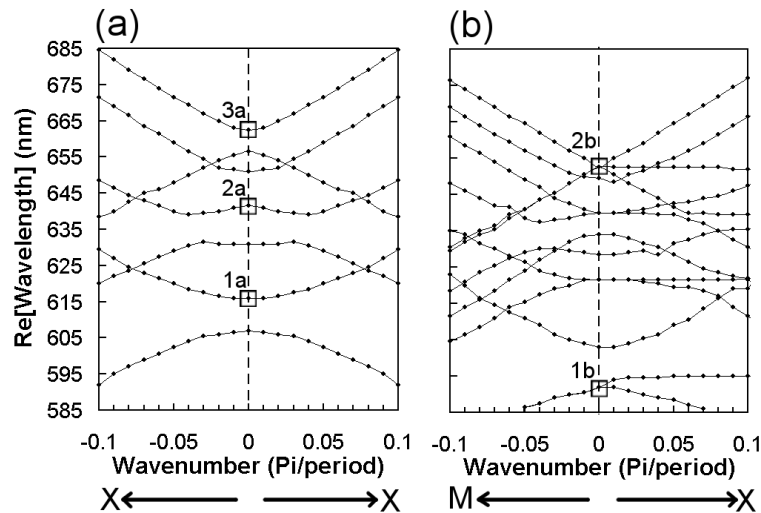 (a) (b)
685
675
665
655
645
635
625
615
605
595
585
Re[Wavelength] (nm)
3a
2a
1a
2b
1b
-0.1 -0.05 0 0.05 0.1
-0.1 -0.05 0 0.05 0.1
Wavenumber (Pi/period) Wavenumber (Pi/period)
X X M X